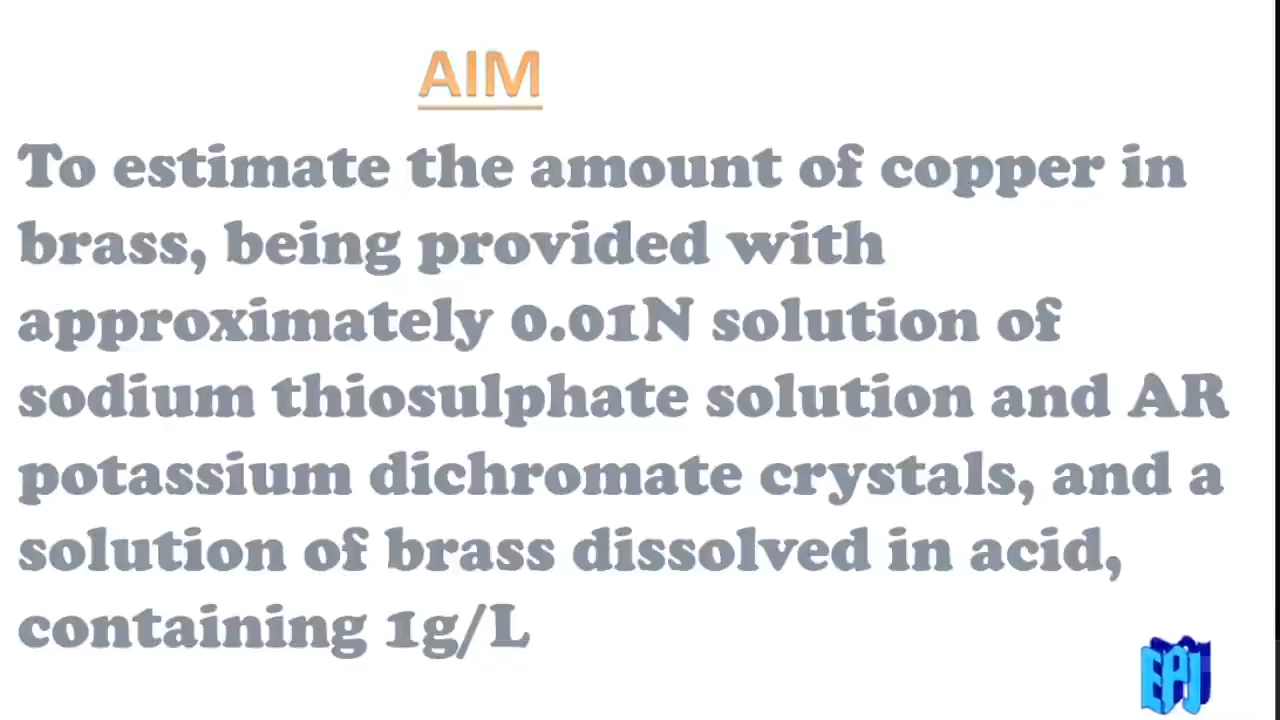 AIM
To estimate the amount of copper in
brass, being provided with
approximately 0.01N solution of
sodium thiosulphate solution and AR
potassium dichromate crystals, and a
solution of brass dissolved in acid,
containing 1g/L
EPJ